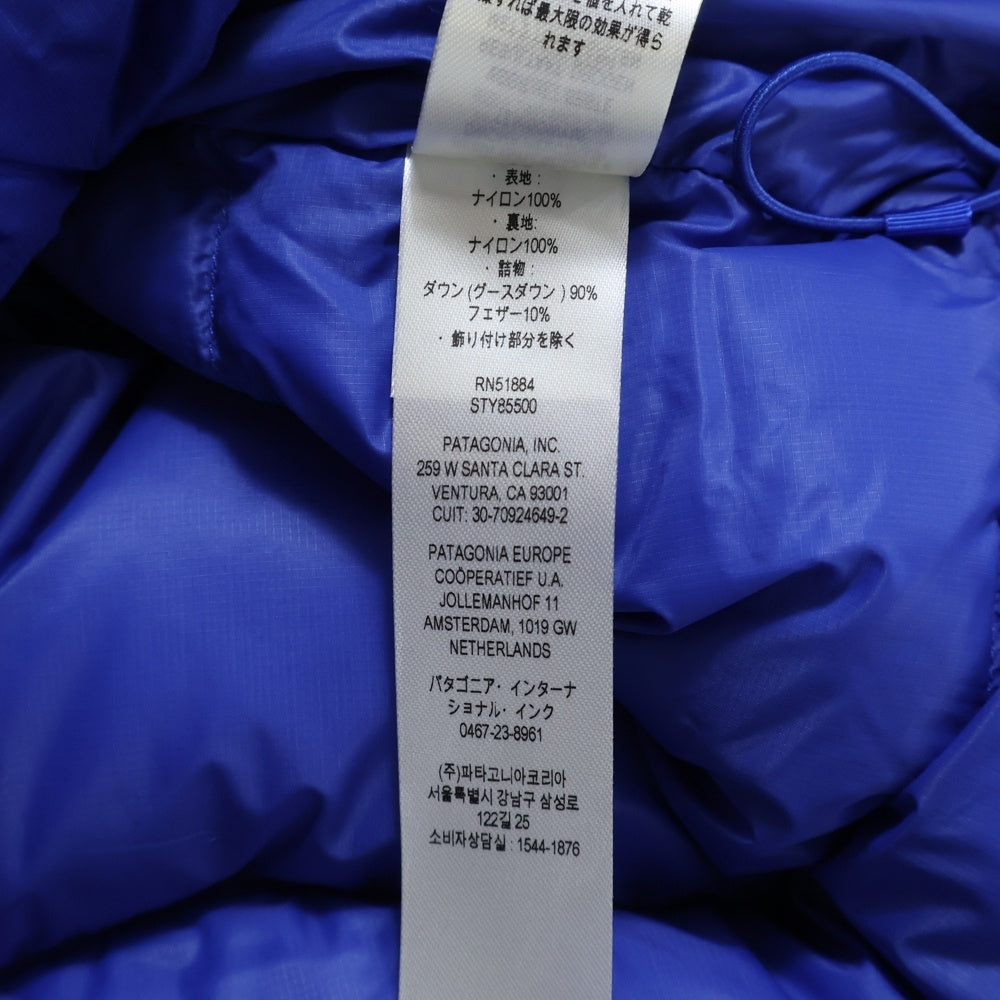 を入れて乾
すれば最大限の効果が得ら
れます
・ 表地 :
ナイロン100%
・ 裏地:
ナイロン100%
・ 詰物 :
ダウン (グースダウン ) 90%
フェザー10%
・ 飾り付け部分を除く
RN51884
STY85500
PATAGONIA, INC.
259 W SANTA CLARA ST.
VENTURA, CA 93001
CUIT: 30-70924649-2
PATAGONIA EUROPE
COÖPERATIEF U.A.
JOLLEMANHOF 11
AMSTERDAM, 1019 GW
NETHERLANDS
パタゴニア・インターナ
ショナル・インク
0467-23-8961
(주)파타고니아코리아
서울특별시 강남구 삼성로
122길 25
소비자상담실 : 1544-1876